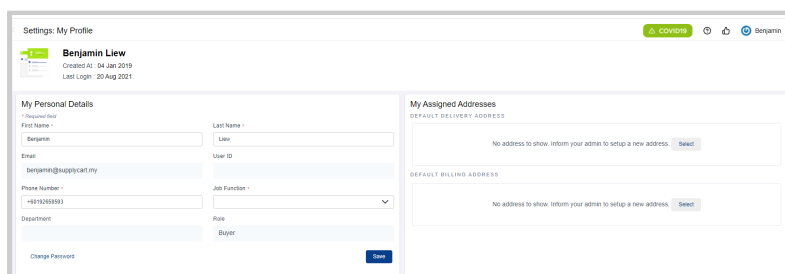 Settings: My Profile
COVID19
Benjamin
Benjamin Liew
Created At : 04 Jan 2019
Last Login : 20 Aug 2021
My Personal Details
* Required field
First Name *
Last Name *
Benjamin
Liew
Email
User ID
benjamin@supplycart.my
Phone Number *
Job Function *
+60192658593
Department
Role
Buyer
Change Password
Save
My Assigned Addresses
DEFAULT DELIVERY ADDRESS
No address to show. Inform your admin to setup a new address. Select
DEFAULT BILLING ADDRESS
No address to show. Inform your admin to setup a new address. Select